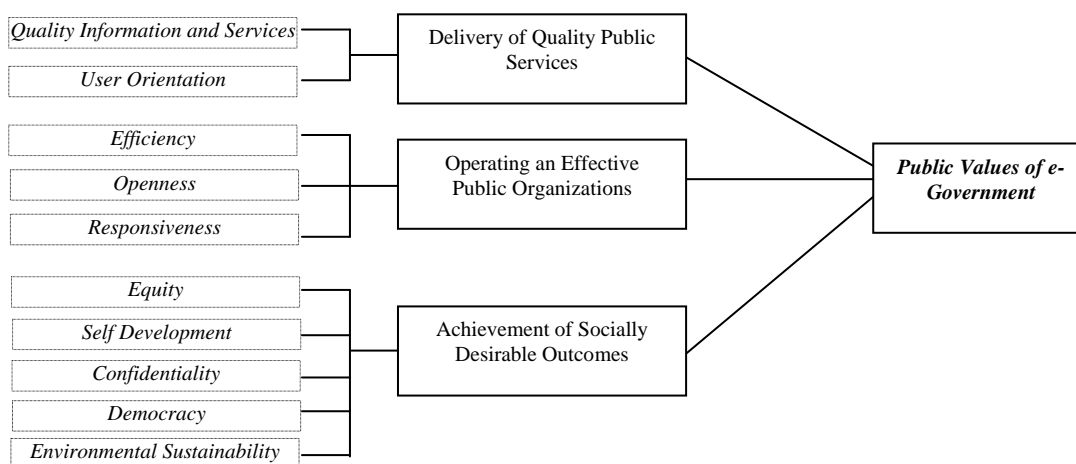 Quality Information and Services
User Orientation
Efficiency
Openness
Responsiveness
Equity
Self Development
Confidentiality
Democracy
Environmental Sustainability
Delivery of Quality Public
Services
Operating an Effective
Public Organizations
Achievement of Socially
Desirable Outcomes
Public Values of e-
Government